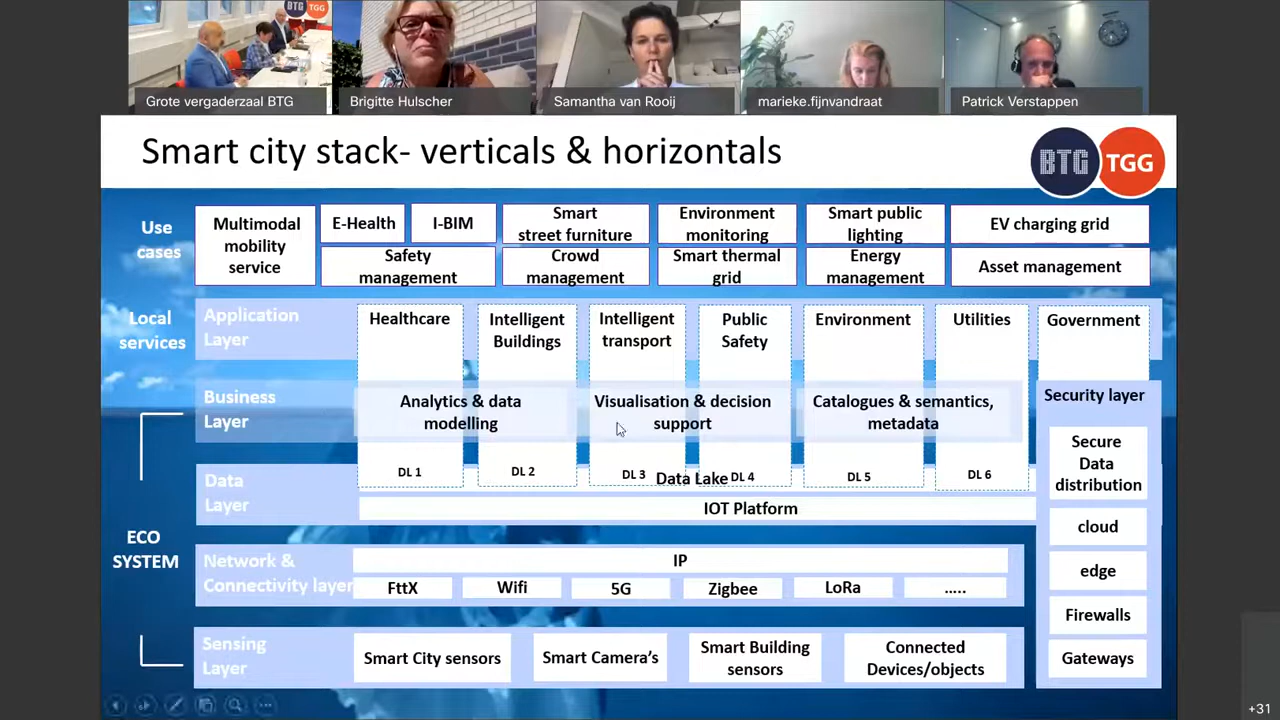 BTG TGG
Grote vergaderzaal BTG
Brigitte Hulscher
Samantha van Rooij
marieke.fijnvandraat
Patrick Verstappen
Smart city stack- verticals & horizontals
BTG TGG
Use
cases
Multimodal
mobility
service
E-Health
I-BIM
Smart
street furniture
Environment
monitoring
Smart public
lighting
EV charging grid
Safety
management
Crowd
management
Smart thermal
grid
Energy
management
Asset management
Local
services
Application
Layer
Healthcare
Intelligent
Buildings
Intelligent
transport
Public
Safety
Environment
Utilities
Government
Business
Layer
Analytics & data
modelling
Visualisation & decision
support
Catalogues & semantics,
metadata
Security layer
Secure
Data
distribution
cloud
edge
Firewalls
Gateways
ECO
SYSTEM
Data
Layer
DL 1
DL 2
DL 3
Data Lake
DL 4
DL 5
DL 6
IOT Platform
Network &
Connectivity layer
IP
FttX
Wifi
5G
Zigbee
LoRa
.....
Sensing
Layer
Smart City sensors
Smart Camera's
Smart Building
sensors
Connected
Devices/objects
+31